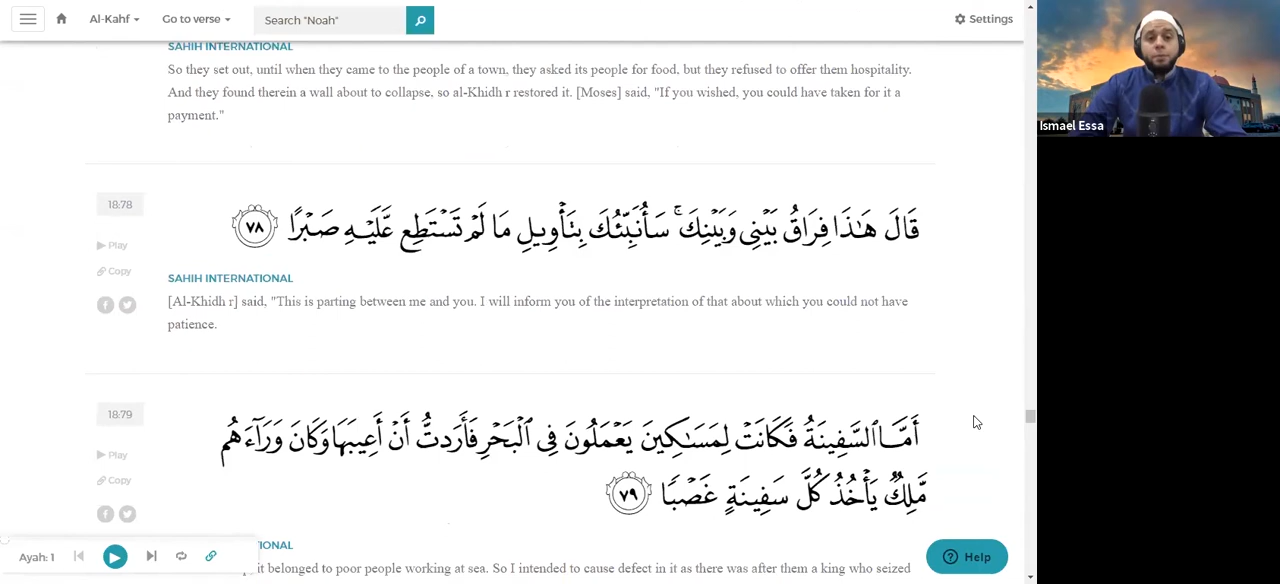 Al-Kahf
Go to verse
Search "Noah"
Settings
SAHIH INTERNATIONAL
So they set out, until when they came to the people of a town, they asked its people for food, but they refused to offer them hospitality.
And they found therein a wall about to collapse, so al-Khidh r restored it. [Moses] said, "If you wished, you could have taken for it a
payment."
Ismael Essa
18:78
قَالَ هَـٰذَا فِرَاقُ بَيْنِى وَبَيْنِكَ ۚ سَأُنَبِّئُكَ بِتَأْوِيلِ مَا لَمْ تَسْتَطِع عَّلَيْهِ صَبْرًا ٧٨
Play
Copy
SAHIH INTERNATIONAL
[Al-Khidh r] said, "This is parting between me and you. I will inform you of the interpretation of that about which you could not have
patience.
18:79
أَمَّا ٱلسَّفِينَةُ فَكَانَتْ لِمَسَـٰكِينَ يَعْمَلُونَ فِى ٱلْبَحْرِ فَأَرَدتُّ أَنْ أَعِيبَهَا وَكَانَ وَرَآءَهُم
مَّلِكٌ يَأْخُذُ كُلَّ سَفِينَةٍ غَصْبًا ٧٩
Play
Copy
Ayah: 1
Help
it belonged to poor people working at sea. So I intended to cause defect in it as there was after them a king who seized